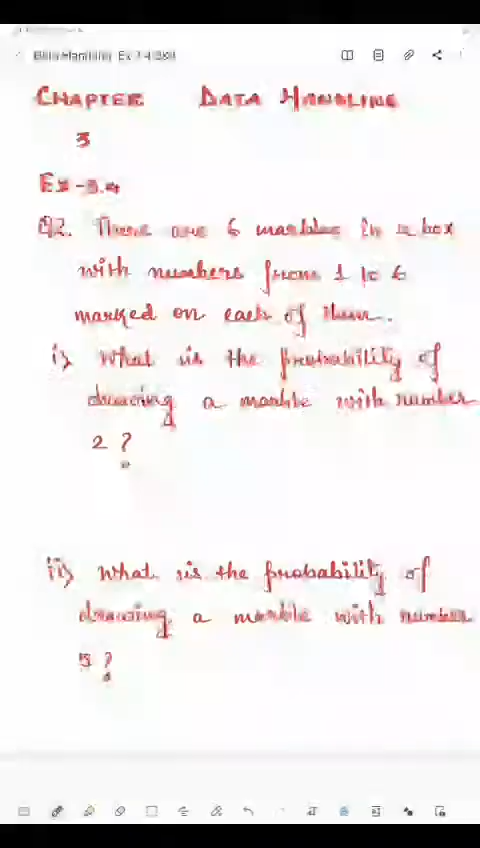 CHAPTER DATA HANDLING
3
Ex-3.4
Q2. There are 6 marbles in a box
with numbers from 1 to 6
marked on each of them.
i) What is the probability of
drawing a marble with number
2 ?
ii) What is the probability of
drawing a marble with number
5 ?